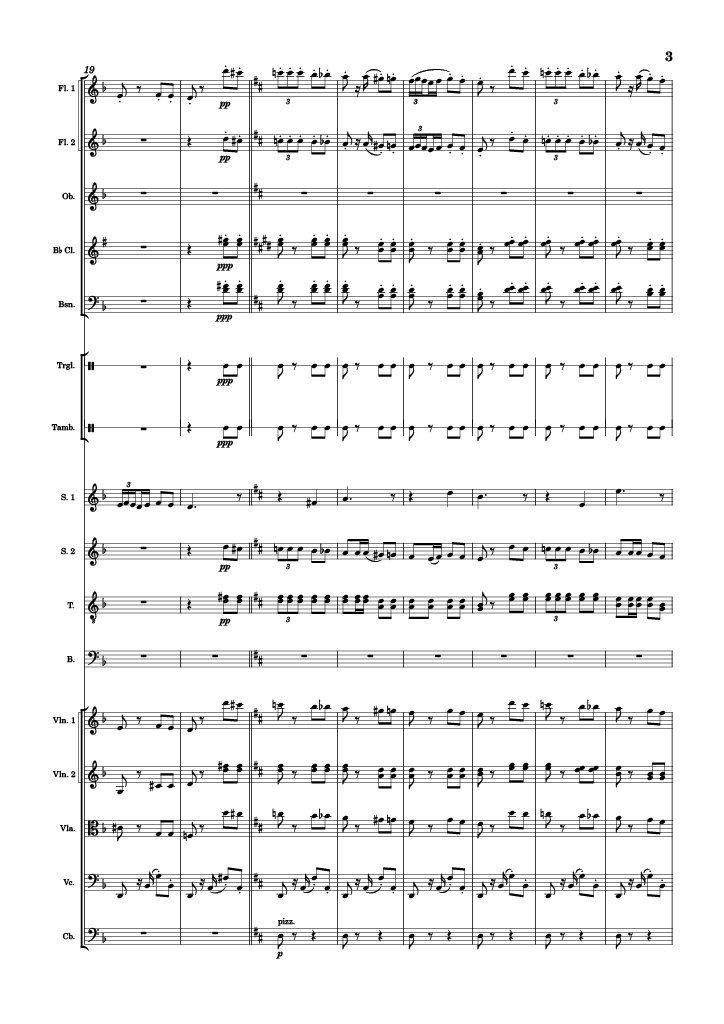 3
19
Fl. 1
pp
3
3
3
Fl. 2
3
pp
3
3
Ob.
B♭ Cl.
ppp
Bsn.
ppp
Trgl.
ppp
Tamb.
ppp
3
S. 1
S. 2
pp
3
3
T.
pp
3
3
B.
Vln. 1
Vln. 2
Vla.
Vc.
pizz.
Cb.
p